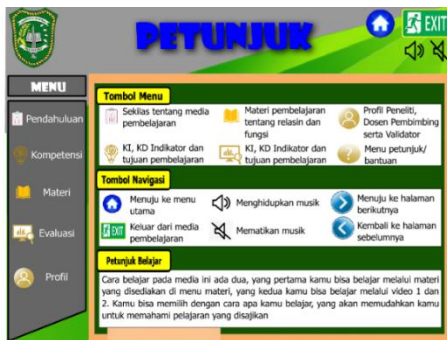 PETUNJUK
EXIT
MENU
Pendahuluan
Kompetensi
Materi
Evaluasi
Profil
Tombol Menu
Sekilas tentang media
pembelajaran
Materi pembelajaran
tentang relasin dan
fungsi
Profil Peneliti,
Dosen Pembimbing
serta Validator
KI, KD Indikator dan
tujuan pembelajaran
KI, KD Indikator dan
tujuan pembelajaran
Menu petunjuk/
bantuan
Tombol Navigasi
Menuju ke menu
utama
Menghidupkan musik
Menuju ke halaman
berikutnya
EXIT
Keluar dari media
pembelajaran
Mematikan musik
Kembali ke halaman
sebelumnya
Petunjuk Belajar
Cara belajar pada media ini ada dua, yang pertama kamu bisa belajar melalui materi
yang disediakan di menu materi, yang kedua kamu bisa belajar melalui video 1 dan
2. Kamu bisa memilih dengan cara apa kamu belajar, yang akan memudahkan kamu
untuk memahami pelajaran yang disajikan